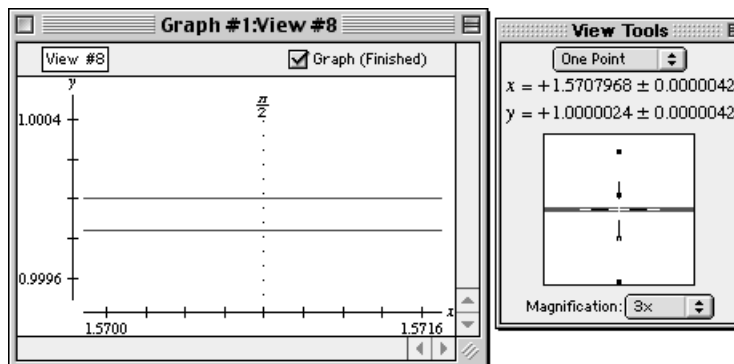 Graph #1:View #8
View #8
Graph (Finished)
y
π/2
1.0004
0.9996
x
1.5700
1.5716
View Tools
One Point
x = +1.5707968 ± 0.0000042
y = +1.0000024 ± 0.0000042
Magnification: 3x